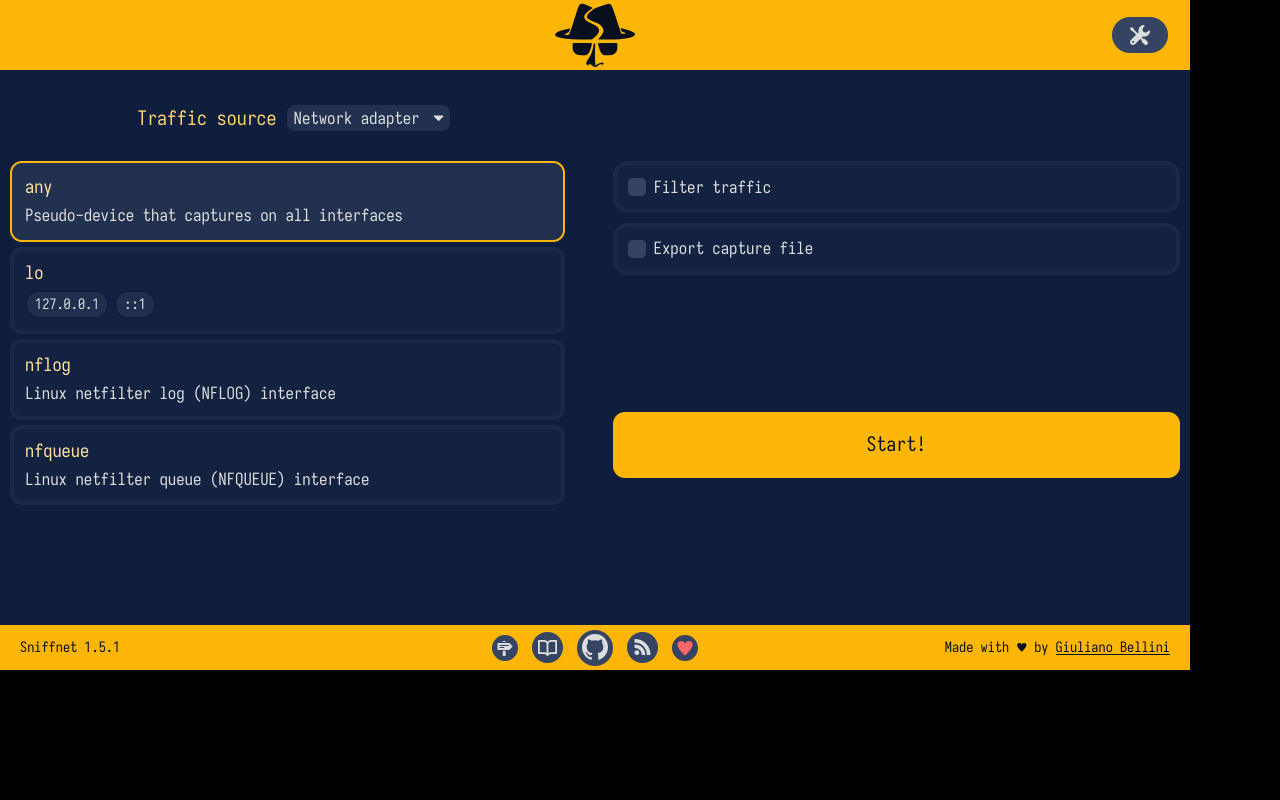 Traffic source Network adapter
any
Pseudo-device that captures on all interfaces
lo
127.0.0.1 ::1
nflog
Linux netfilter log (NFLOG) interface
nfqueue
Linux netfilter queue (NFQUEUE) interface
Filter traffic
Export capture file
Start!
Sniffnet 1.5.1
Made with ♥ by Giuliano Bellini